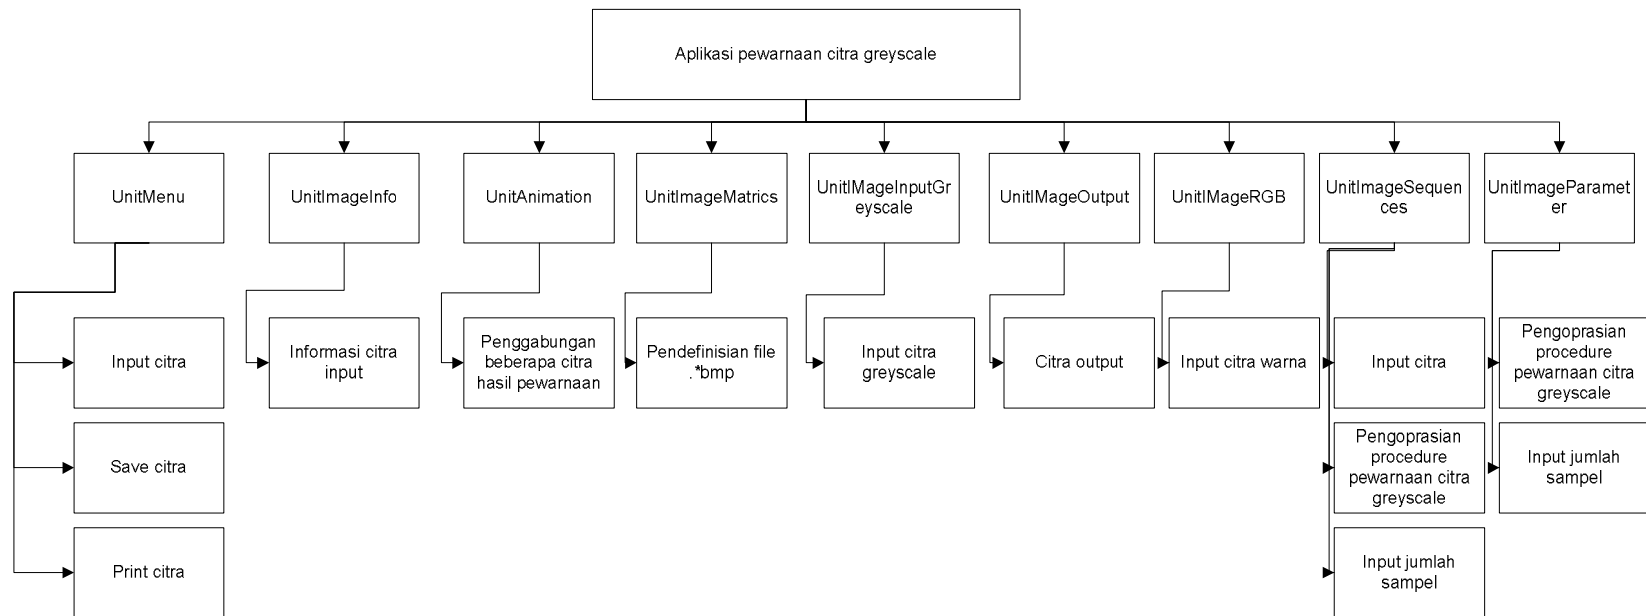 Aplikasi pewarnaan citra greyscale
UnitMenu
UnitImageInfo
UnitAnimation
UnitImageMatrics
UnitIMageInputGr
eyscale
UnitIMageOutput
UnitIMageRGB
UnitImageSequen
ces
UnitImageParamet
er
Input citra
Informasi citra
input
Penggabungan
beberapa citra
hasil pewarnaan
Pendefinisian file
.*bmp
Input citra
greyscale
Citra output
Input citra warna
Input citra
Pengoprasian
procedure
pewarnaan citra
greyscale
Save citra
Pengoprasian
procedure
pewarnaan citra
greyscale
Input jumlah
sampel
Print citra
Input jumlah
sampel